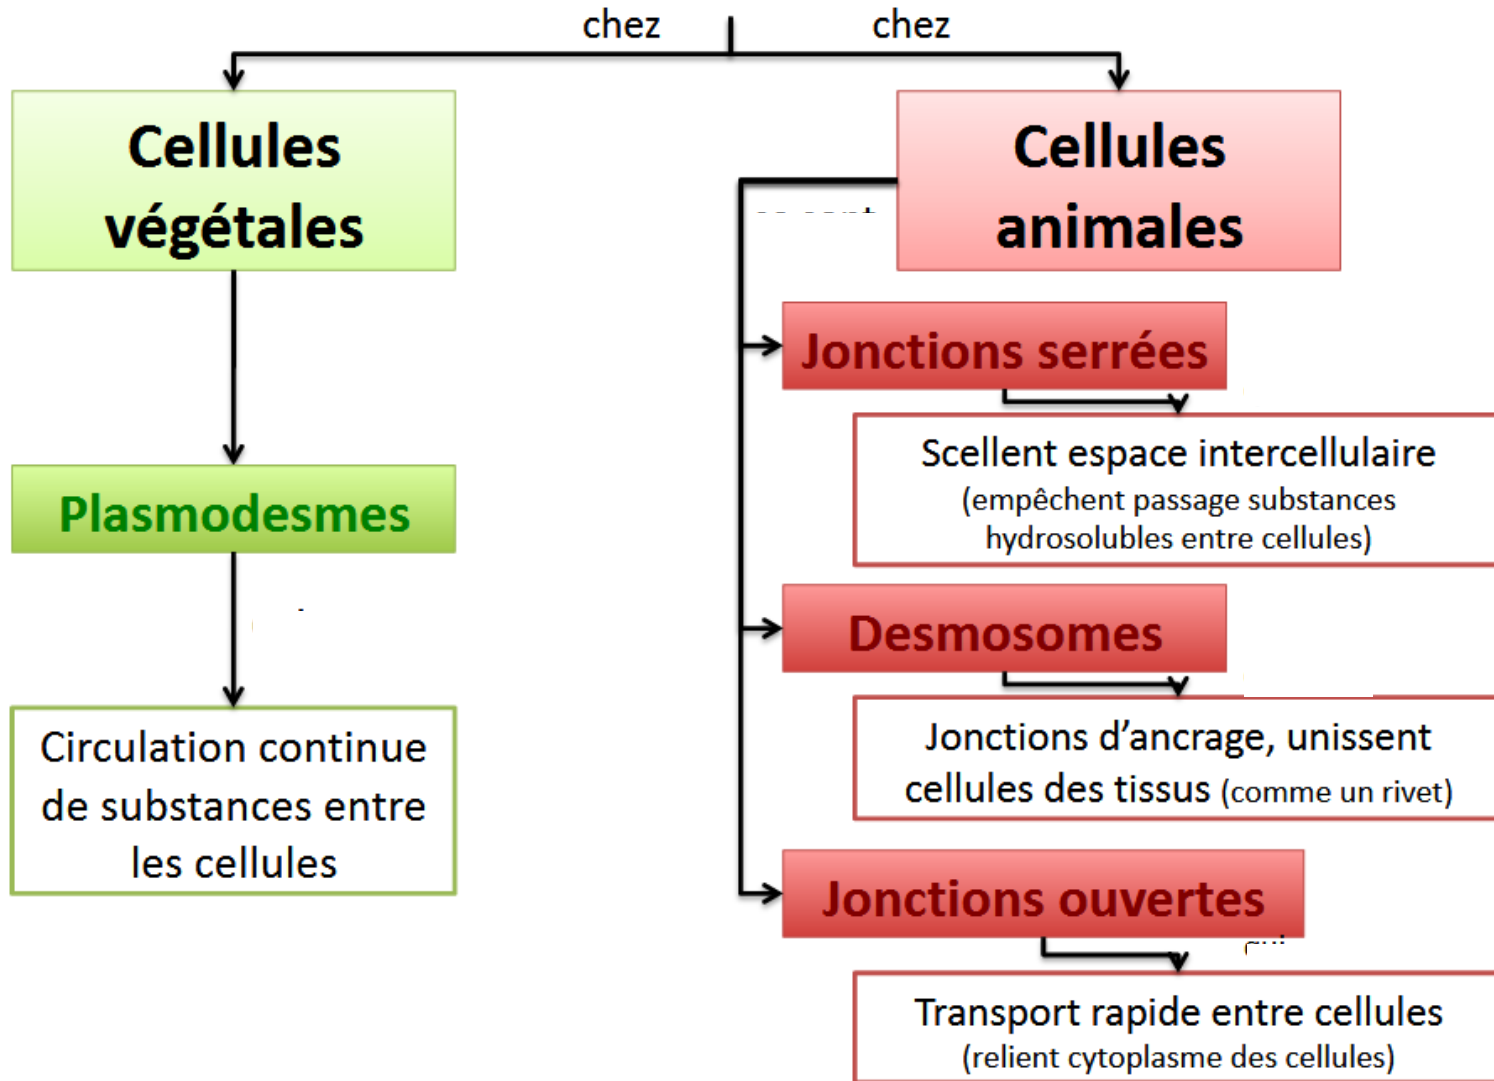 chez
chez
Cellules
végétales
Plasmodesmes
Circulation continue
de substances entre
les cellules
Cellules
animales
Jonctions serrées
Scellent espace intercellulaire
(empêchent passage substances
hydrosolubles entre cellules)
Desmosomes
Jonctions d’ancrage, unissent
cellules des tissus (comme un rivet)
Jonctions ouvertes
Transport rapide entre cellules
(relient cytoplasme des cellules)